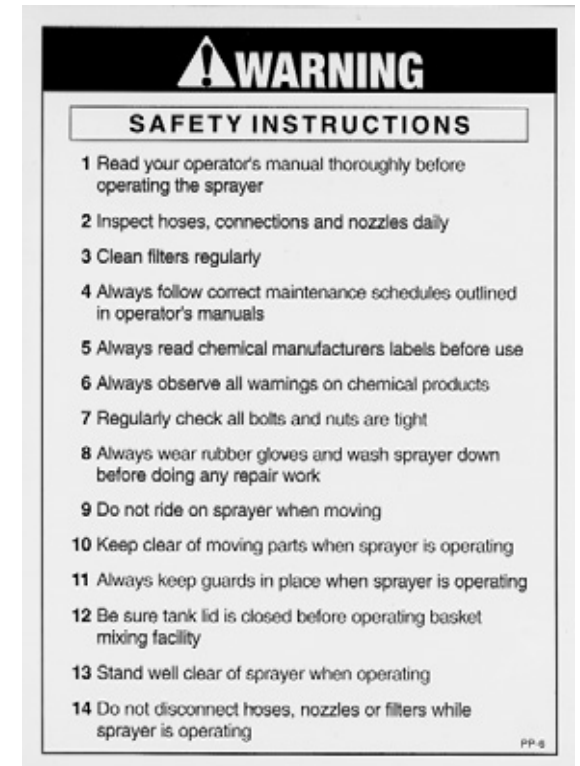 WARNING
SAFETY INSTRUCTIONS
1 Read your operator's manual thoroughly before
operating the sprayer
2 Inspect hoses, connections and nozzles daily
3 Clean filters regularly
4 Always follow correct maintenance schedules outlined
in operator's manuals
5 Always read chemical manufacturers labels before use
6 Always observe all warnings on chemical products
7 Regularly check all bolts and nuts are tight
8 Always wear rubber gloves and wash sprayer down
before doing any repair work
9 Do not ride on sprayer when moving
10 Keep clear of moving parts when sprayer is operating
11 Always keep guards in place when sprayer is operating
12 Be sure tank lid is closed before operating basket
mixing facility
13 Stand well clear of sprayer when operating
14 Do not disconnect hoses, nozzles or filters while
sprayer is operating
PP-6